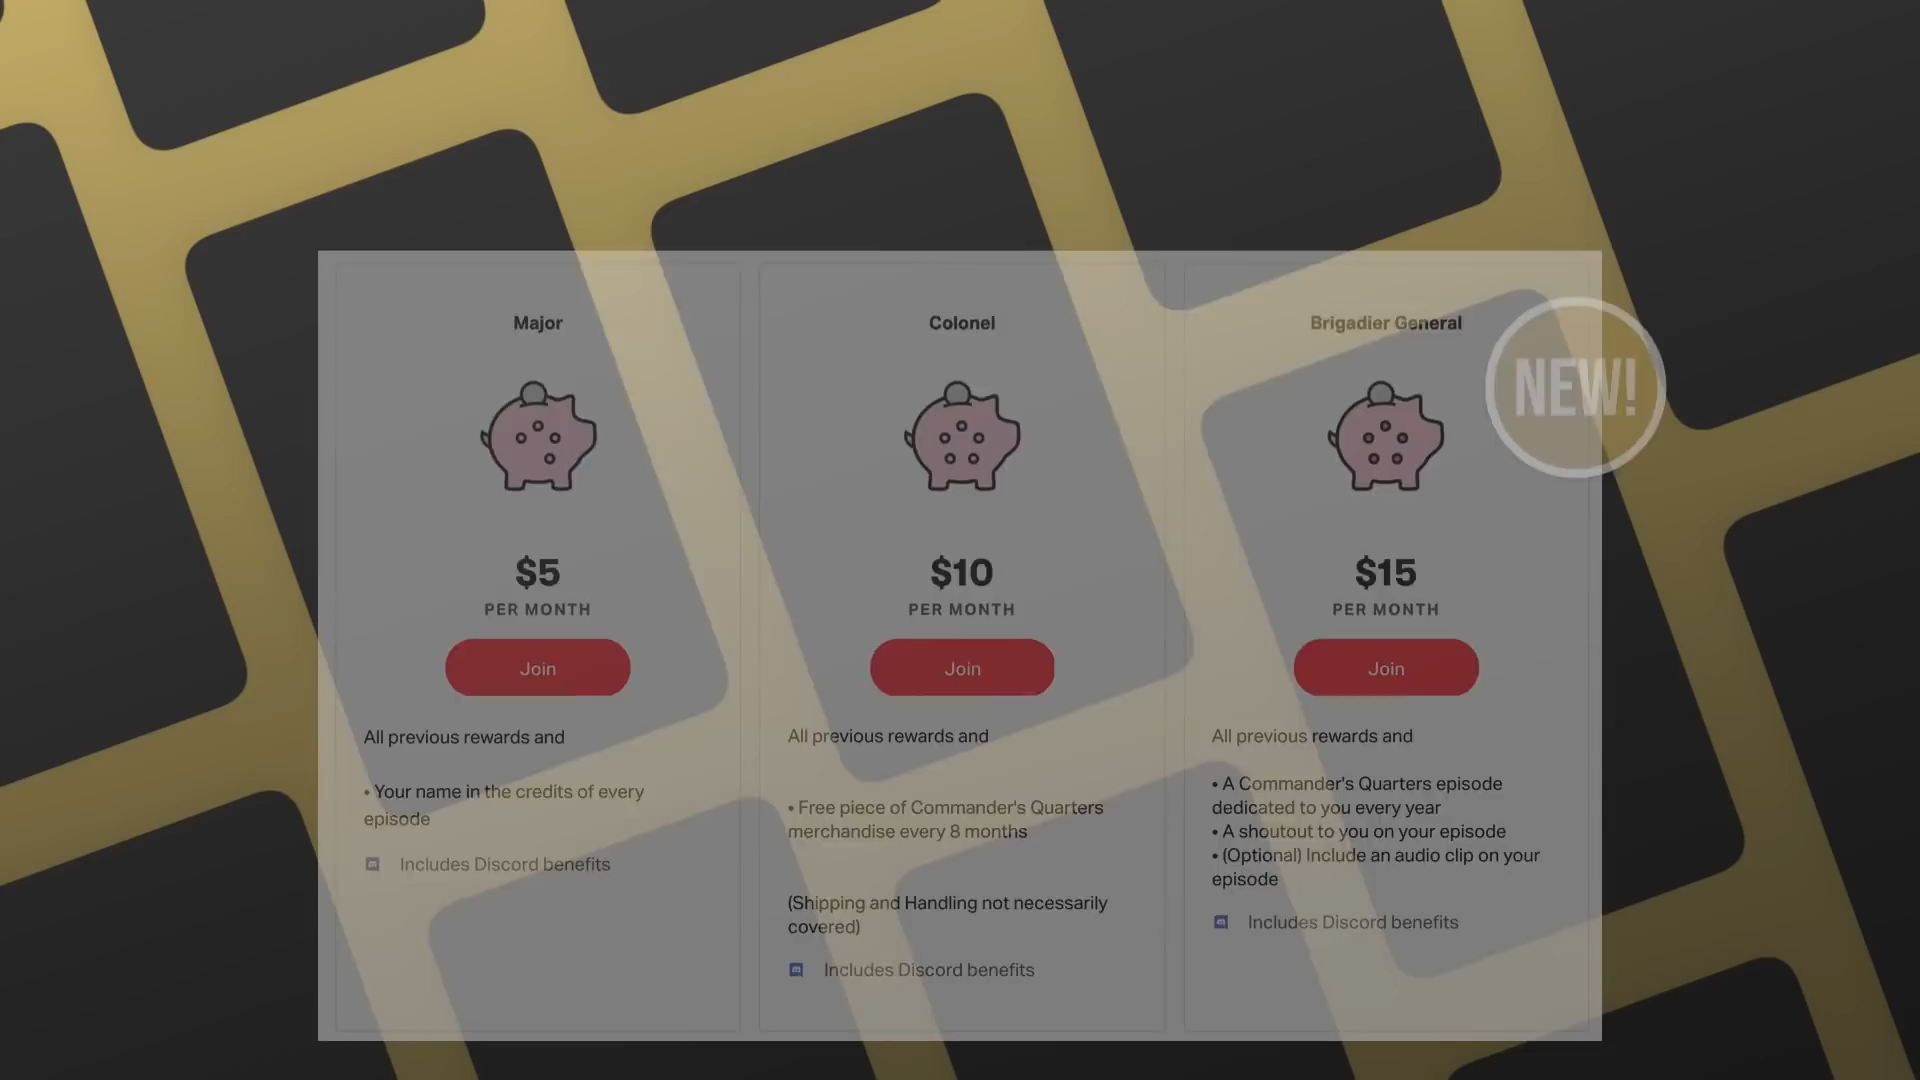 Major
$5
PER MONTH
Join
All previous rewards and
• Your name in the credits of every
episode
Includes Discord benefits
Colonel
$10
PER MONTH
Join
All previous rewards and
• Free piece of Commander's Quarters
merchandise every 8 months
(Shipping and Handling not necessarily
covered)
Includes Discord benefits
Brigadier General
NEW!
$15
PER MONTH
Join
All previous rewards and
• A Commander's Quarters episode
dedicated to you every year
• A shoutout to you on your episode
• (Optional) Include an audio clip on your
episode
Includes Discord benefits